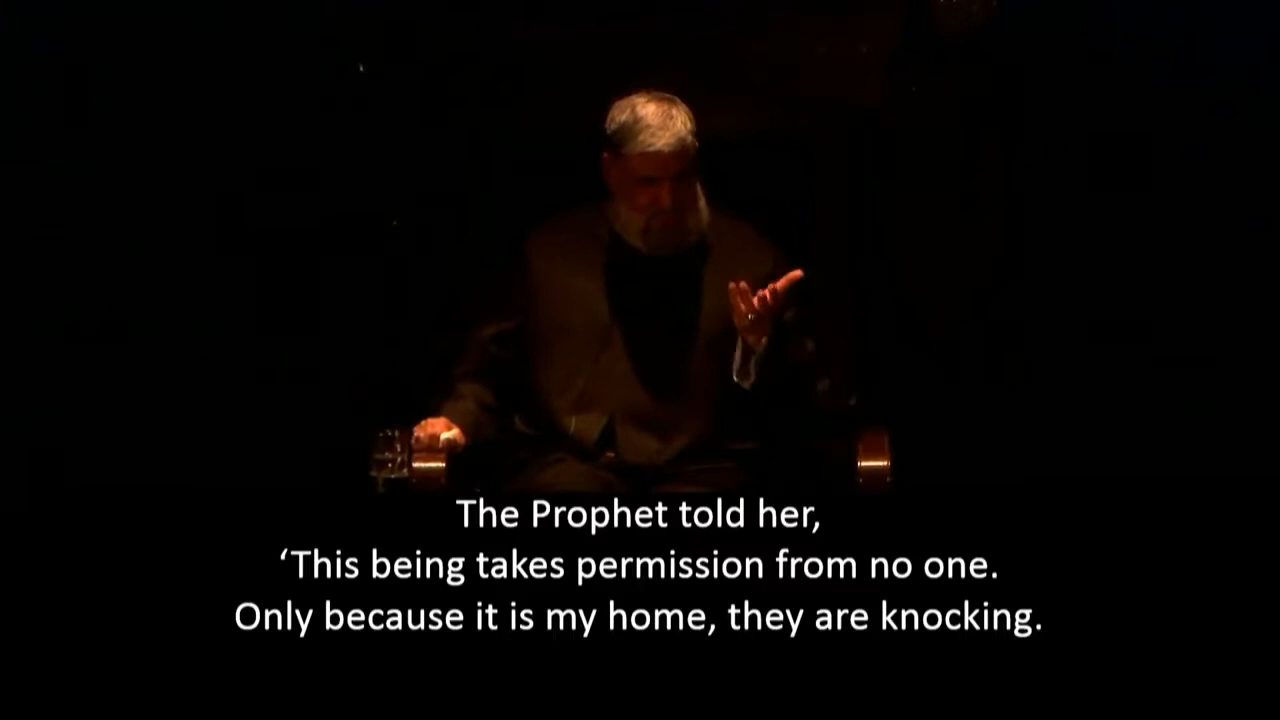 The Prophet told her,
‘This being takes permission from no one.
Only because it is my home, they are knocking.